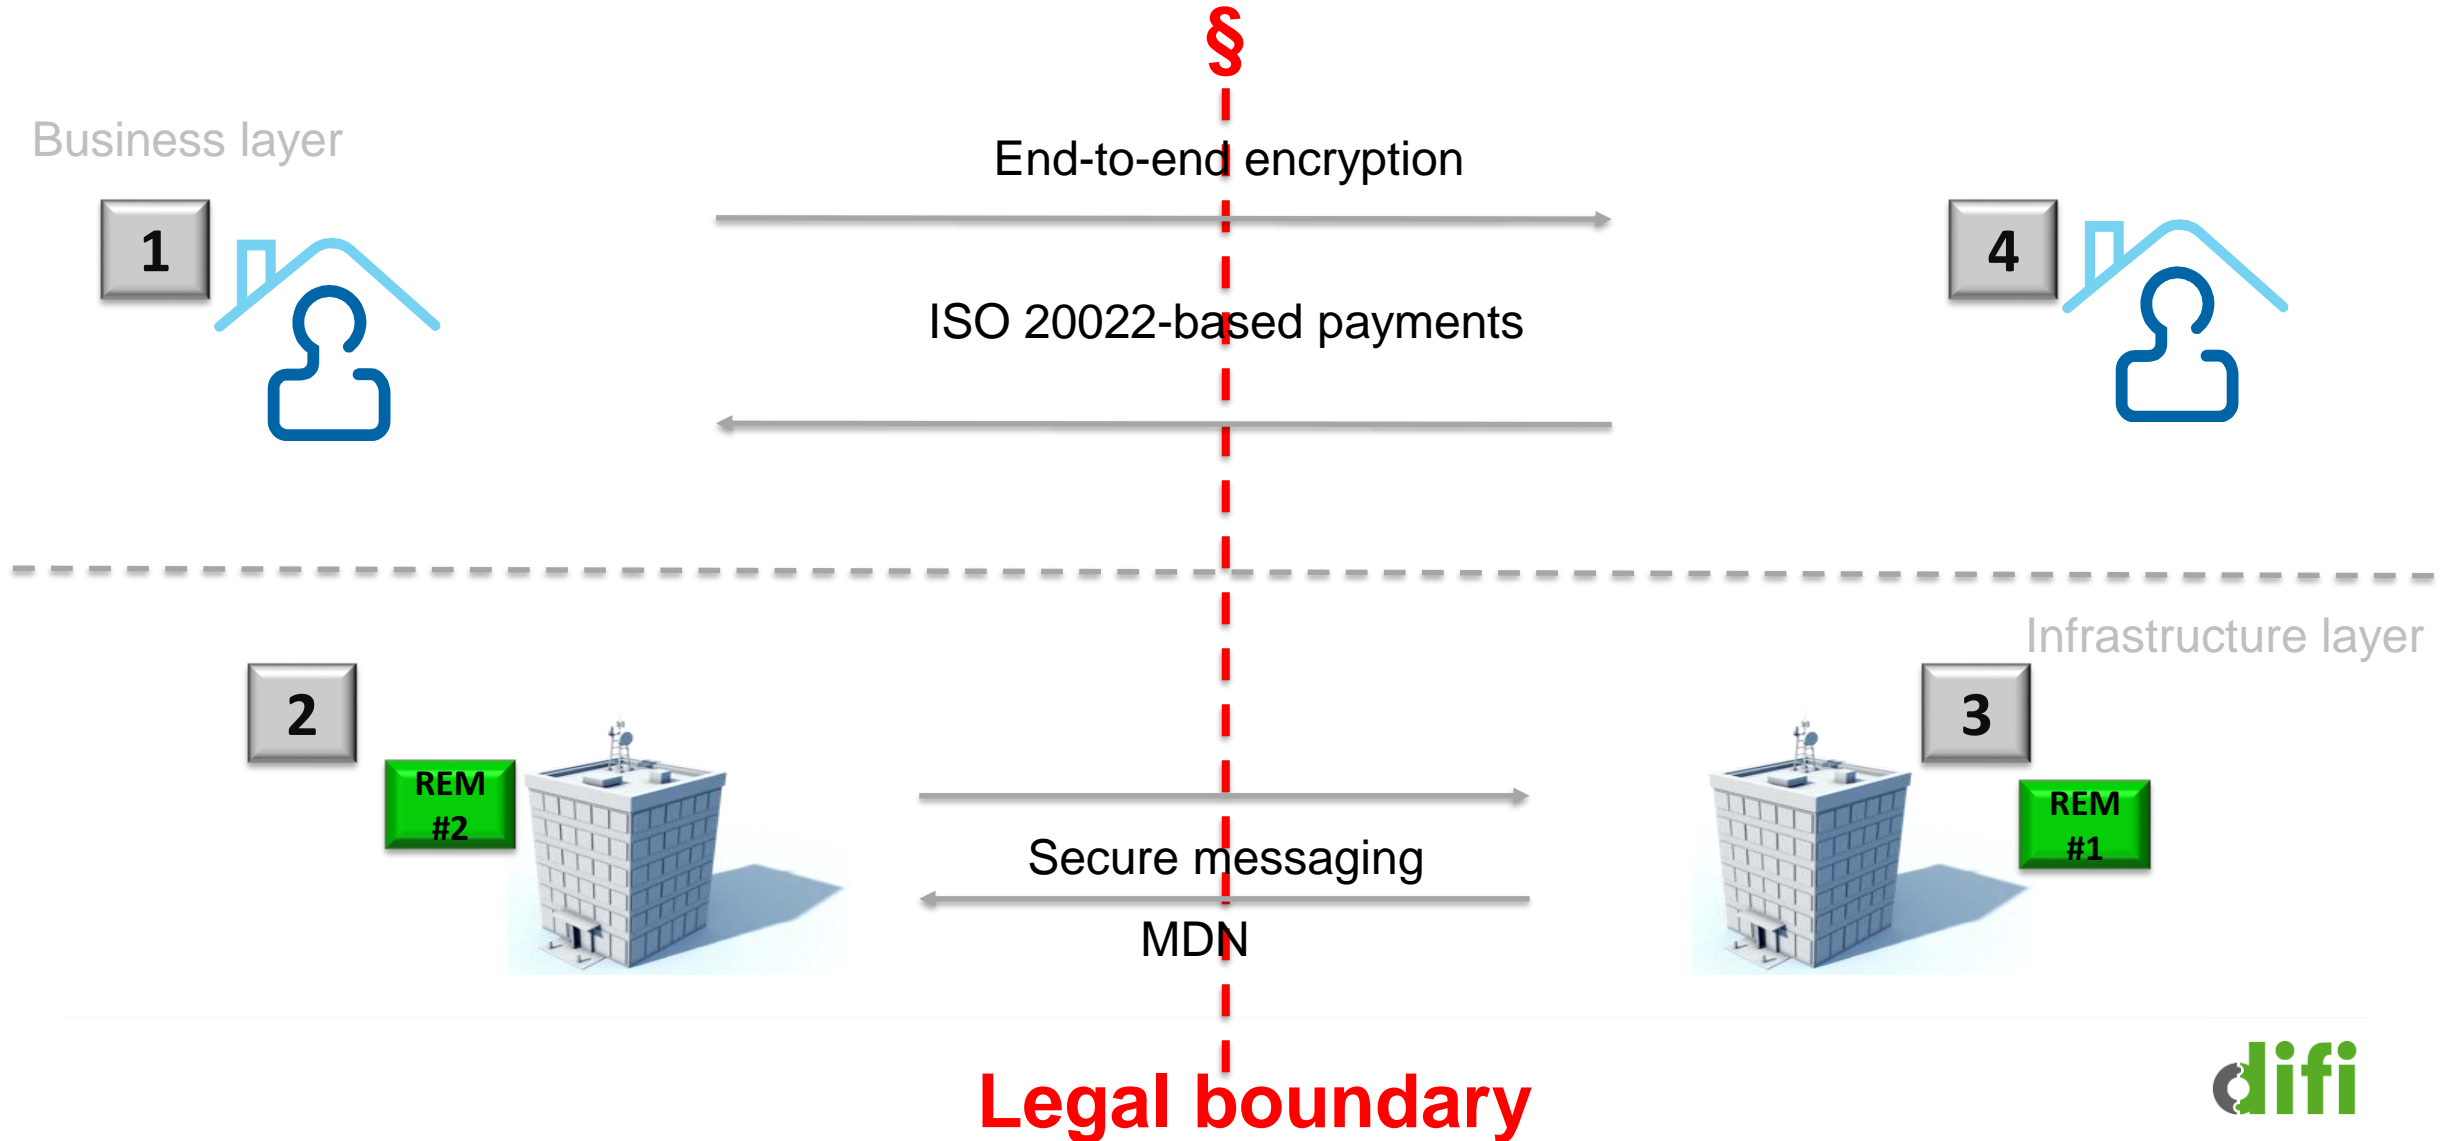 §
Business layer
End-to-end encryption
1
4
ISO 20022-based payments
Infrastructure layer
2
3
REM
#2
REM
#1
Secure messaging
MDN
difi
Legal boundary